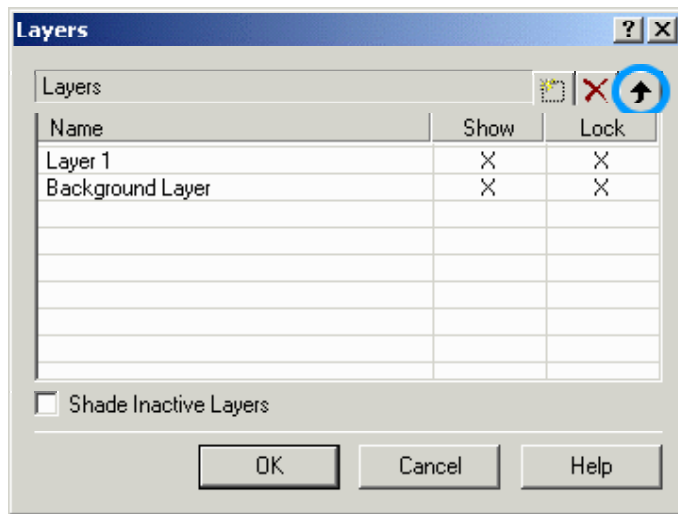 Layers
Layers
Name Show Lock
Layer 1 X X
Background Layer X X
Shade Inactive Layers
OK Cancel Help